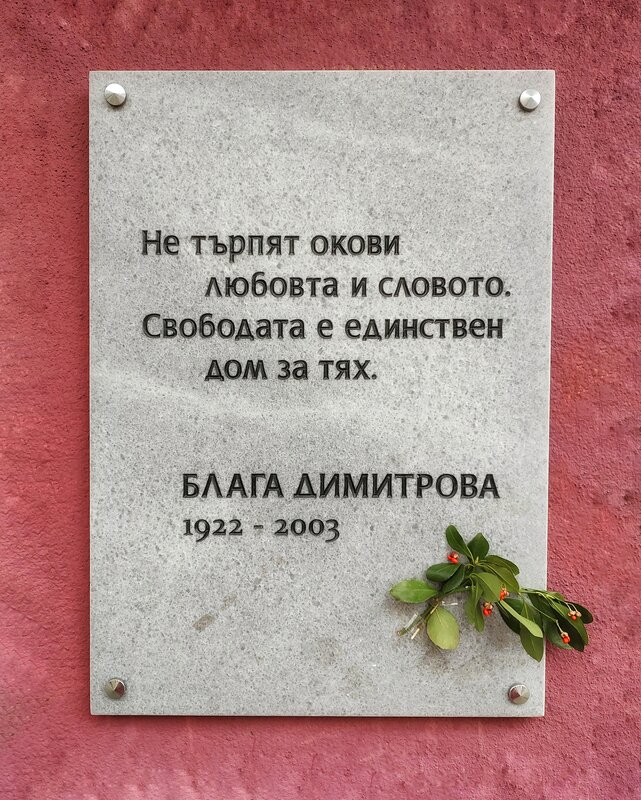 Не търпят окови
любовта и словото.
Свободата е единствен
дом за тях.
БЛАГА ДИМИТРОВА
1922 - 2003